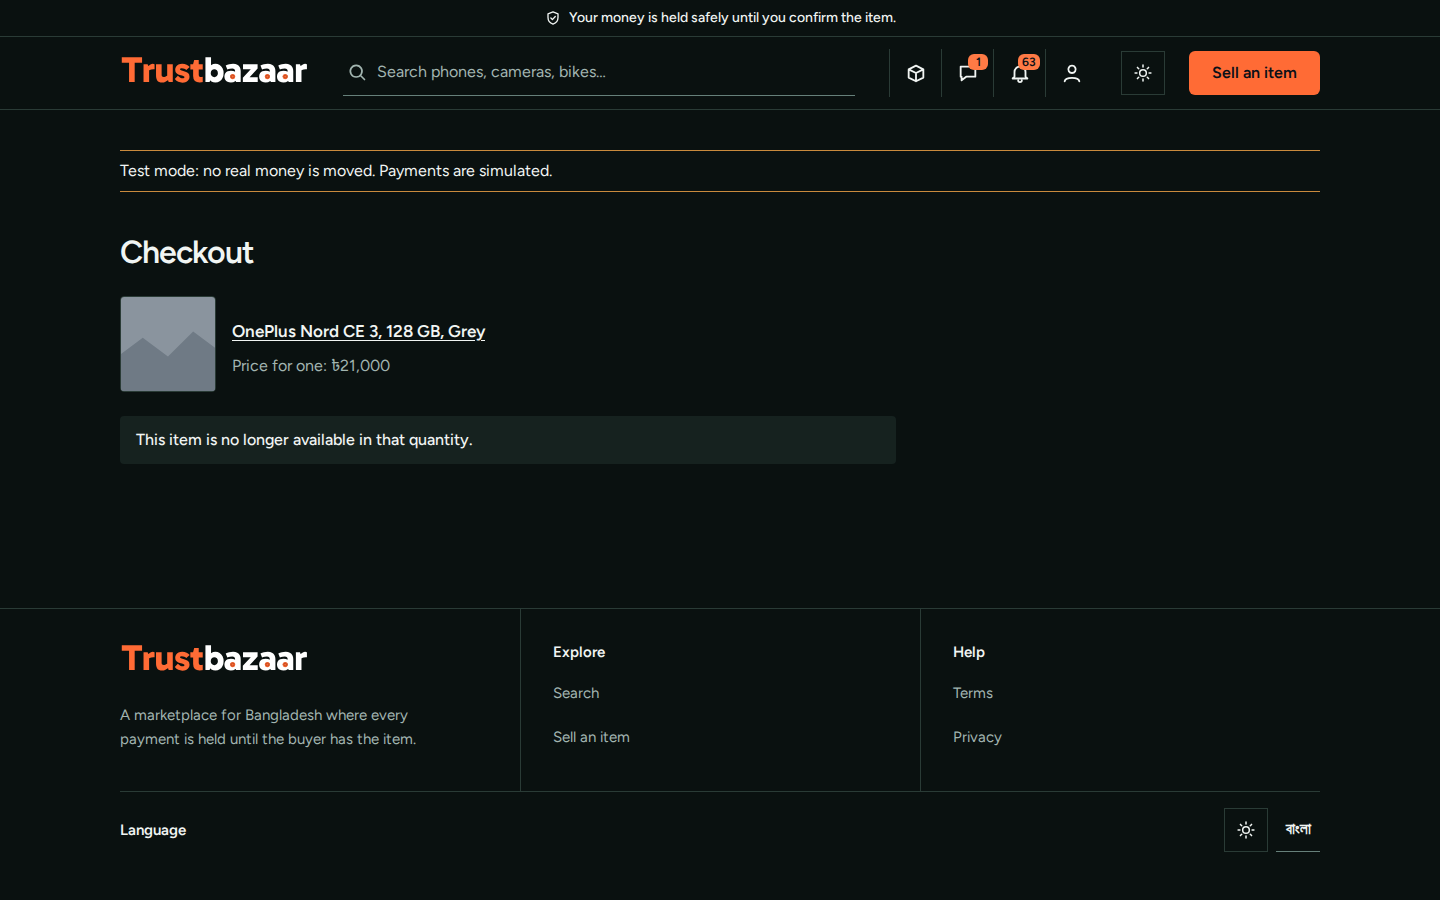 Your money is held safely until you confirm the item.
Trustbazaar
Search phones, cameras, bikes...
1
63
Sell an item
Test mode: no real money is moved. Payments are simulated.
Checkout
OnePlus Nord CE 3, 128 GB, Grey
Price for one: ৳21,000
This item is no longer available in that quantity.
Trustbazaar
A marketplace for Bangladesh where every
payment is held until the buyer has the item.
Explore
Search
Sell an item
Help
Terms
Privacy
Language
বাংলা